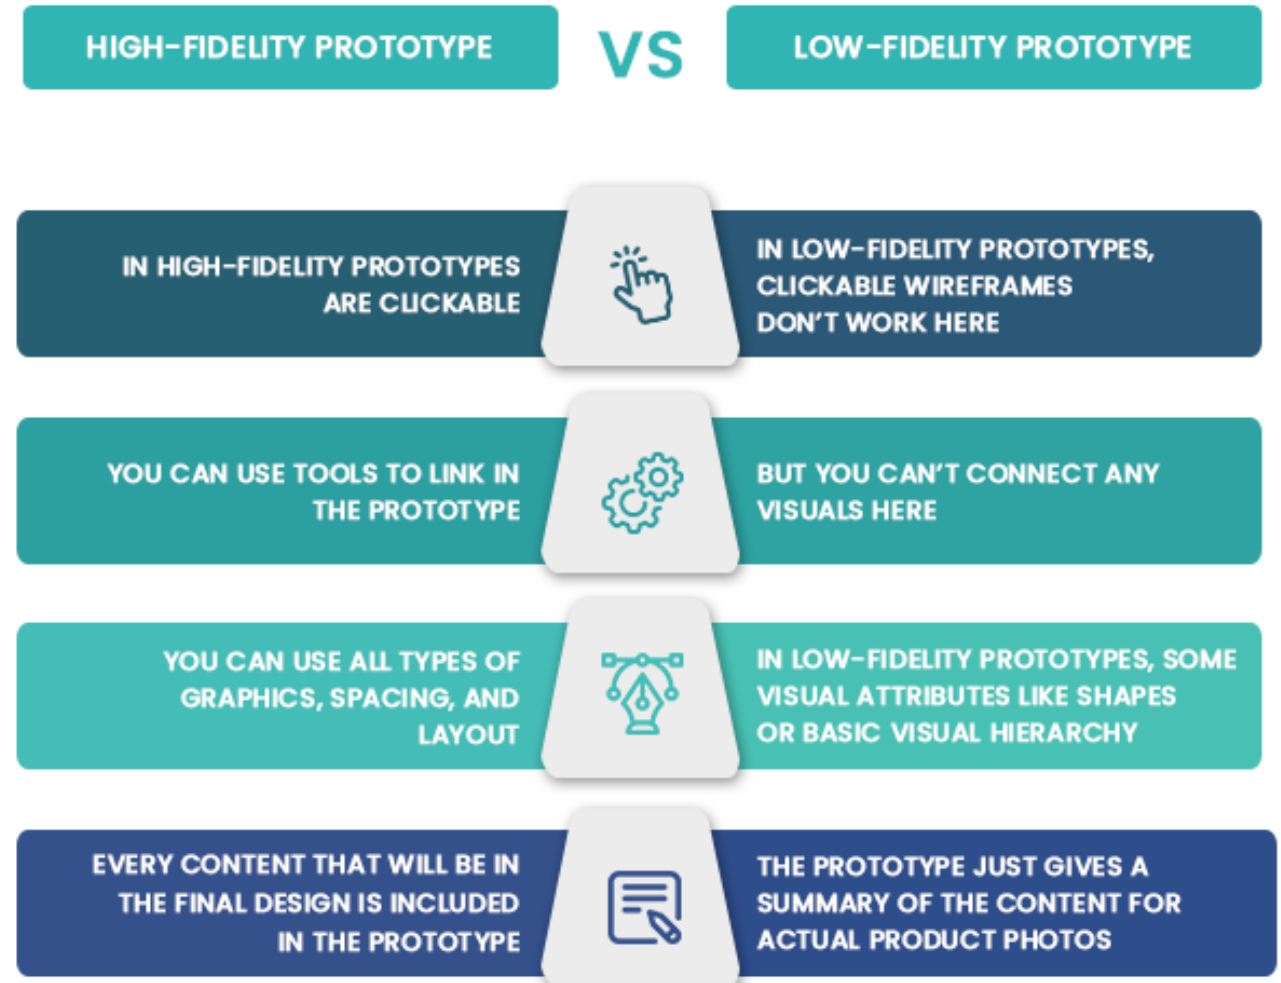 HIGH-FIDELITY PROTOTYPE
VS
LOW-FIDELITY PROTOTYPE
IN HIGH-FIDELITY PROTOTYPES
ARE CLICKABLE
IN LOW-FIDELITY PROTOTYPES,
CLICKABLE WIREFRAMES
DON'T WORK HERE
YOU CAN USE TOOLS TO LINK IN
THE PROTOTYPE
BUT YOU CAN'T CONNECT ANY
VISUALS HERE
YOU CAN USE ALL TYPES OF
GRAPHICS, SPACING, AND
LAYOUT
IN LOW-FIDELITY PROTOTYPES, SOME
VISUAL ATTRIBUTES LIKE SHAPES
OR BASIC VISUAL HIERARCHY
EVERY CONTENT THAT WILL BE IN
THE FINAL DESIGN IS INCLUDED
IN THE PROTOTYPE
THE PROTOTYPE JUST GIVES A
SUMMARY OF THE CONTENT FOR
ACTUAL PRODUCT PHOTOS